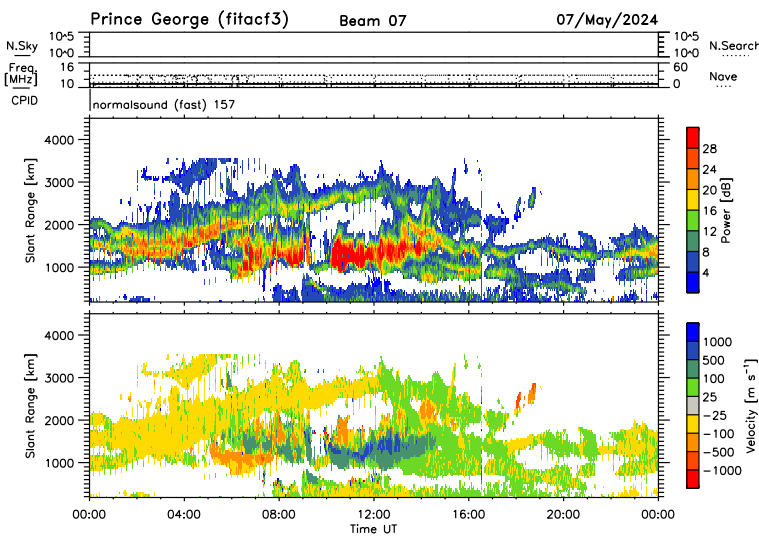 Prince George (fitacf3) Beam 07 07/May/2024
N.Sky 10^5 10^0 10^5 10^0 N.Search
Freq [MHz] 16 10 60 0 Nave
CPID normalsound (fast) 157
Slant Range [km] 4000 3000 2000 1000
Power [dB] 28 24 20 16 12 8 4
Slant Range [km] 4000 3000 2000 1000
Velocity [m s⁻¹] 1000 500 100 25 −25 −100 −500 −1000
00:00 04:00 08:00 12:00 16:00 20:00 00:00
Time UT